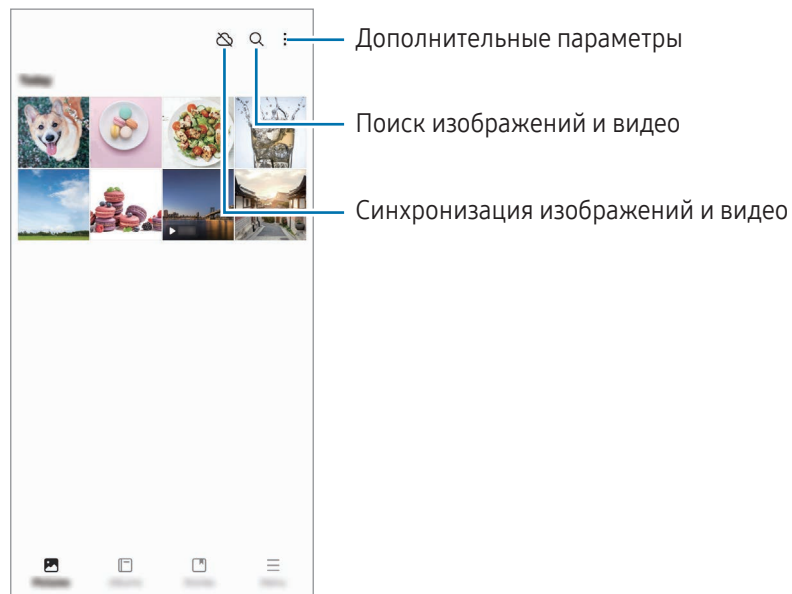 Дополнительные параметры
Поиск изображений и видео
Синхронизация изображений и видео